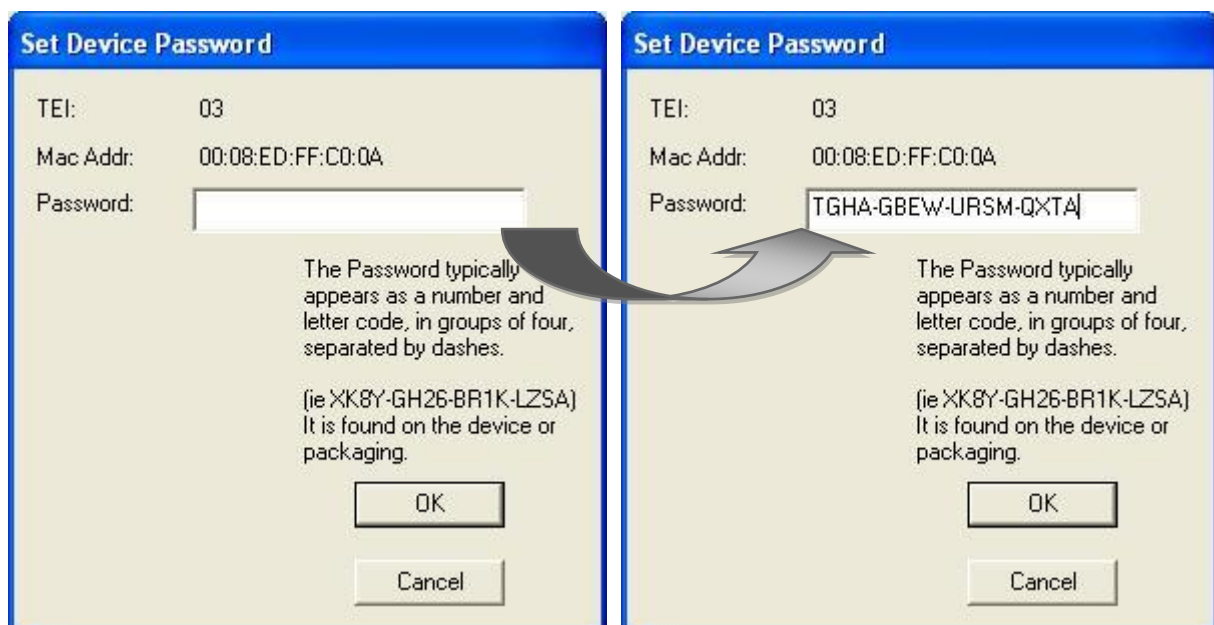 Set Device Password
TEI: 03
Mac Addr: 00:08:ED:FF:C0:0A
Password:
The Password typically
appears as a number and
letter code, in groups of four,
separated by dashes.
(ie XK8Y-GH26-BR1K-LZSA)
It is found on the device or
packaging.
OK
Cancel
Set Device Password
TEI: 03
Mac Addr: 00:08:ED:FF:C0:0A
Password: TGHA-GBEW-URSM-QXTA
The Password typically
appears as a number and
letter code, in groups of four,
separated by dashes.
(ie XK8Y-GH26-BR1K-LZSA)
It is found on the device or
packaging.
OK
Cancel